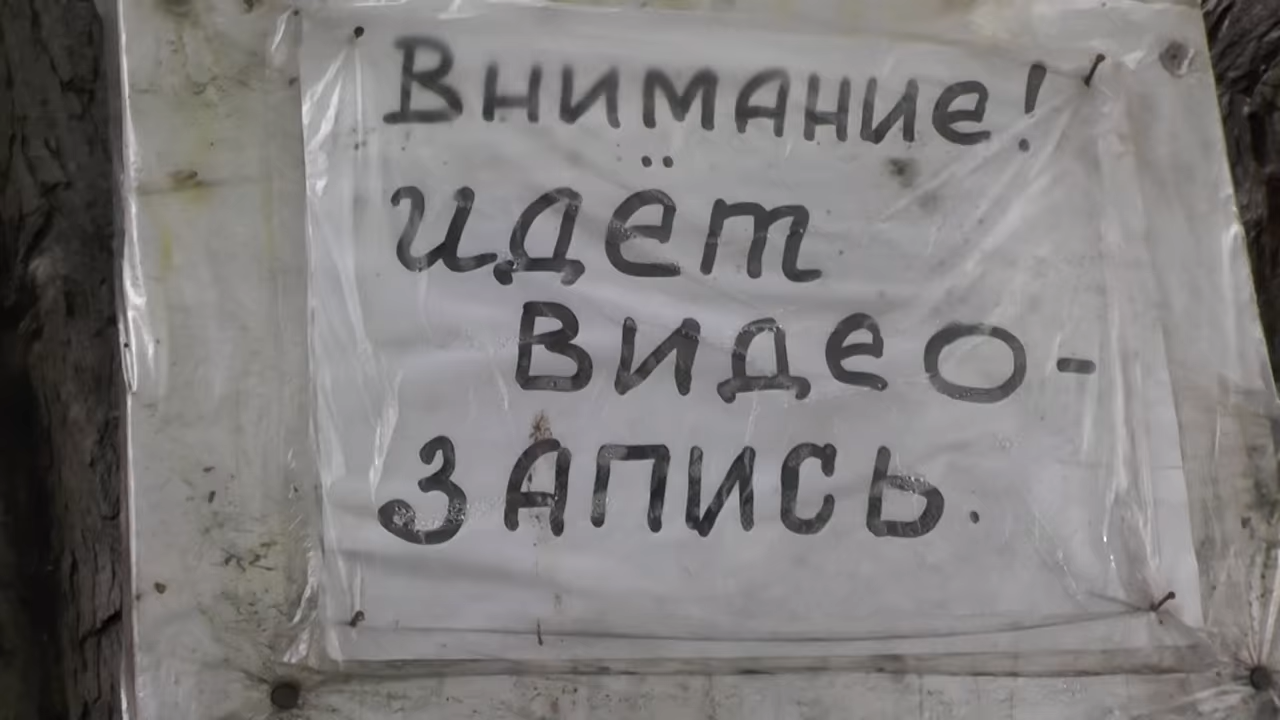 Внимание!
идёт
видео-
запись.